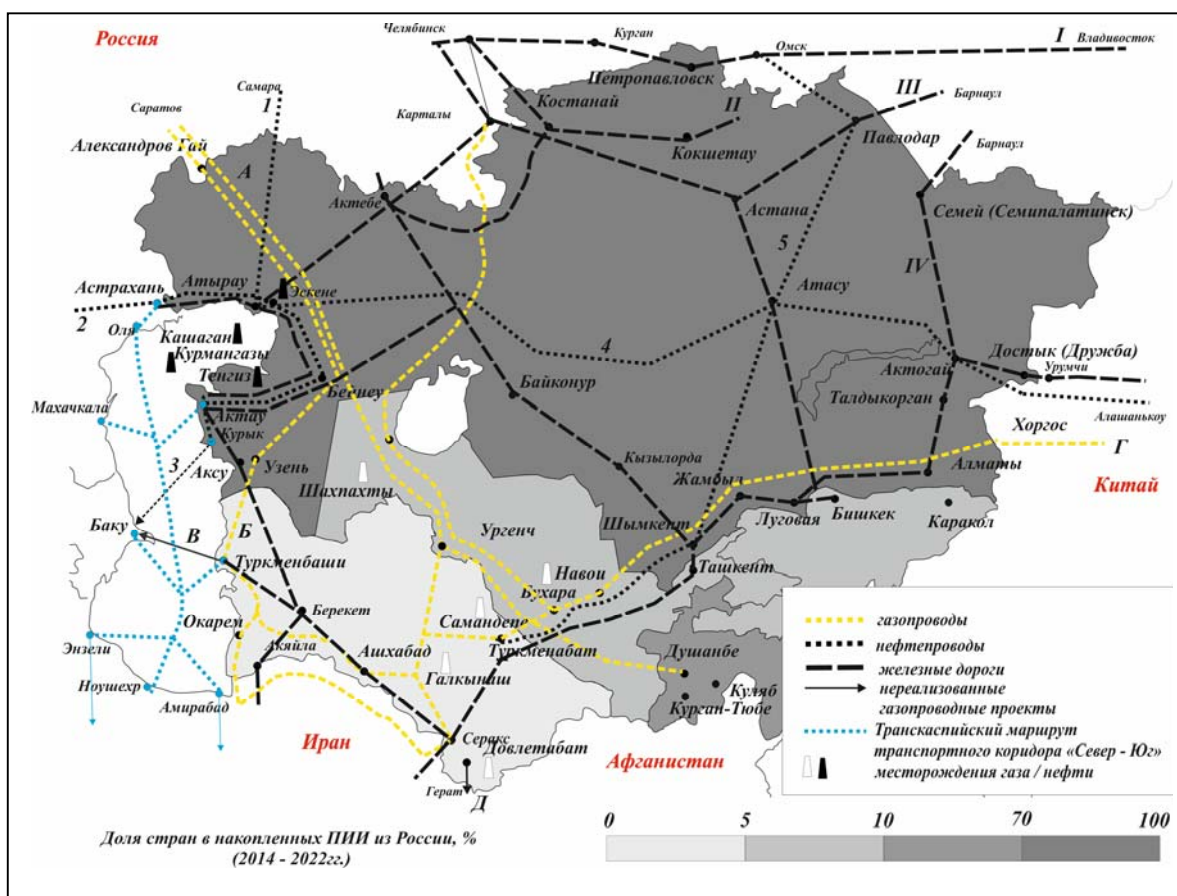 Россия
Челябинск
Курган
Омск
I Владивосток
Петропавловск
Самара
1
Саратов
Костанай
II
III
Барнаул
Карталы
Павлодар
Александров Гай
Кокшетау
Барнаул
А
Актебе
Астана
Семей (Семипалатинск)
5
IV
Астрахань
Атырау
Эскене
Атасу
2
Оля
Кашаган
Курмангазы
4
Достык (Дружба)
Актогай
Урумчи
Тенгиз
Бейнеу
Байконур
Талдыкорган
Алашанькоу
Махачкала
Актау
Курык
Хоргос
Г
3
Аксу
Узень
Кызылорда
Жамбыл
Алматы
Шахпахты
Китай
Баку
В
Б
Ургенч
Шымкент
Луговая
Бишкек
Каракол
Туркменбаши
Навои
Ташкент
Бухара
Берекет
Окарем
Саманде
Энзели
Акяйла
Туркменабат
Ашхабад
Душанбе
Ноушехр
Галкыныш
Куляб
Амирабад
Курган-Тюбе
Иран
Серакс
Довлетабат
Афганистан
Герат
Д
газопроводы
нефтепроводы
железные дороги
нереализованные
газопроводные проекты
Транскаспийский маршрут
транспортного коридора «Север - Юг»
месторождения газа / нефти
Доля стран в накопленных ПИИ из России, %
(2014 - 2022гг.)
0 5 10 70 100